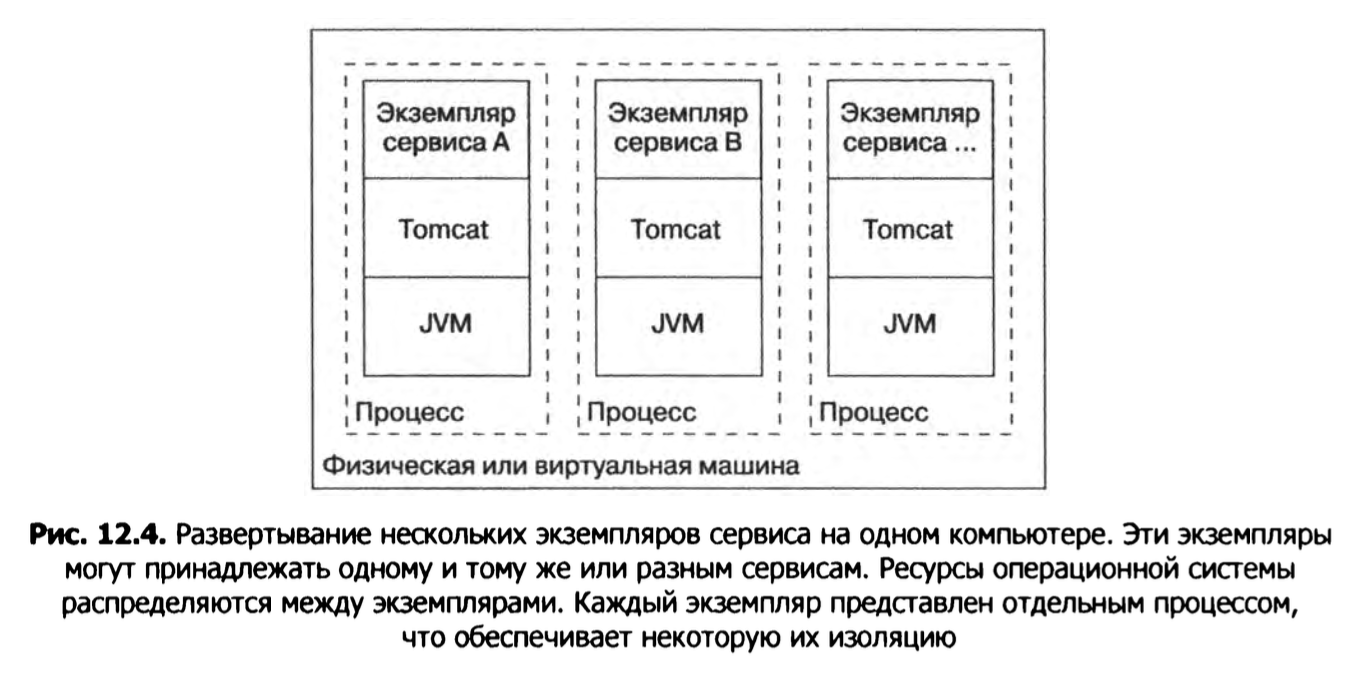 Экземпляр
сервиса A
Экземпляр
сервиса B
Экземпляр
сервиса ...
Tomcat
Tomcat
Tomcat
JVM
JVM
JVM
Процесс
Процесс
Процесс
Физическая или виртуальная машина
Рис. 12.4. Развертывание нескольких экземпляров сервиса на одном компьютере. Эти экземпляры
могут принадлежать одному и тому же или разным сервисам. Ресурсы операционной системы
распределяются между экземплярами. Каждый экземпляр представлен отдельным процессом,
что обеспечивает некоторую их изоляцию